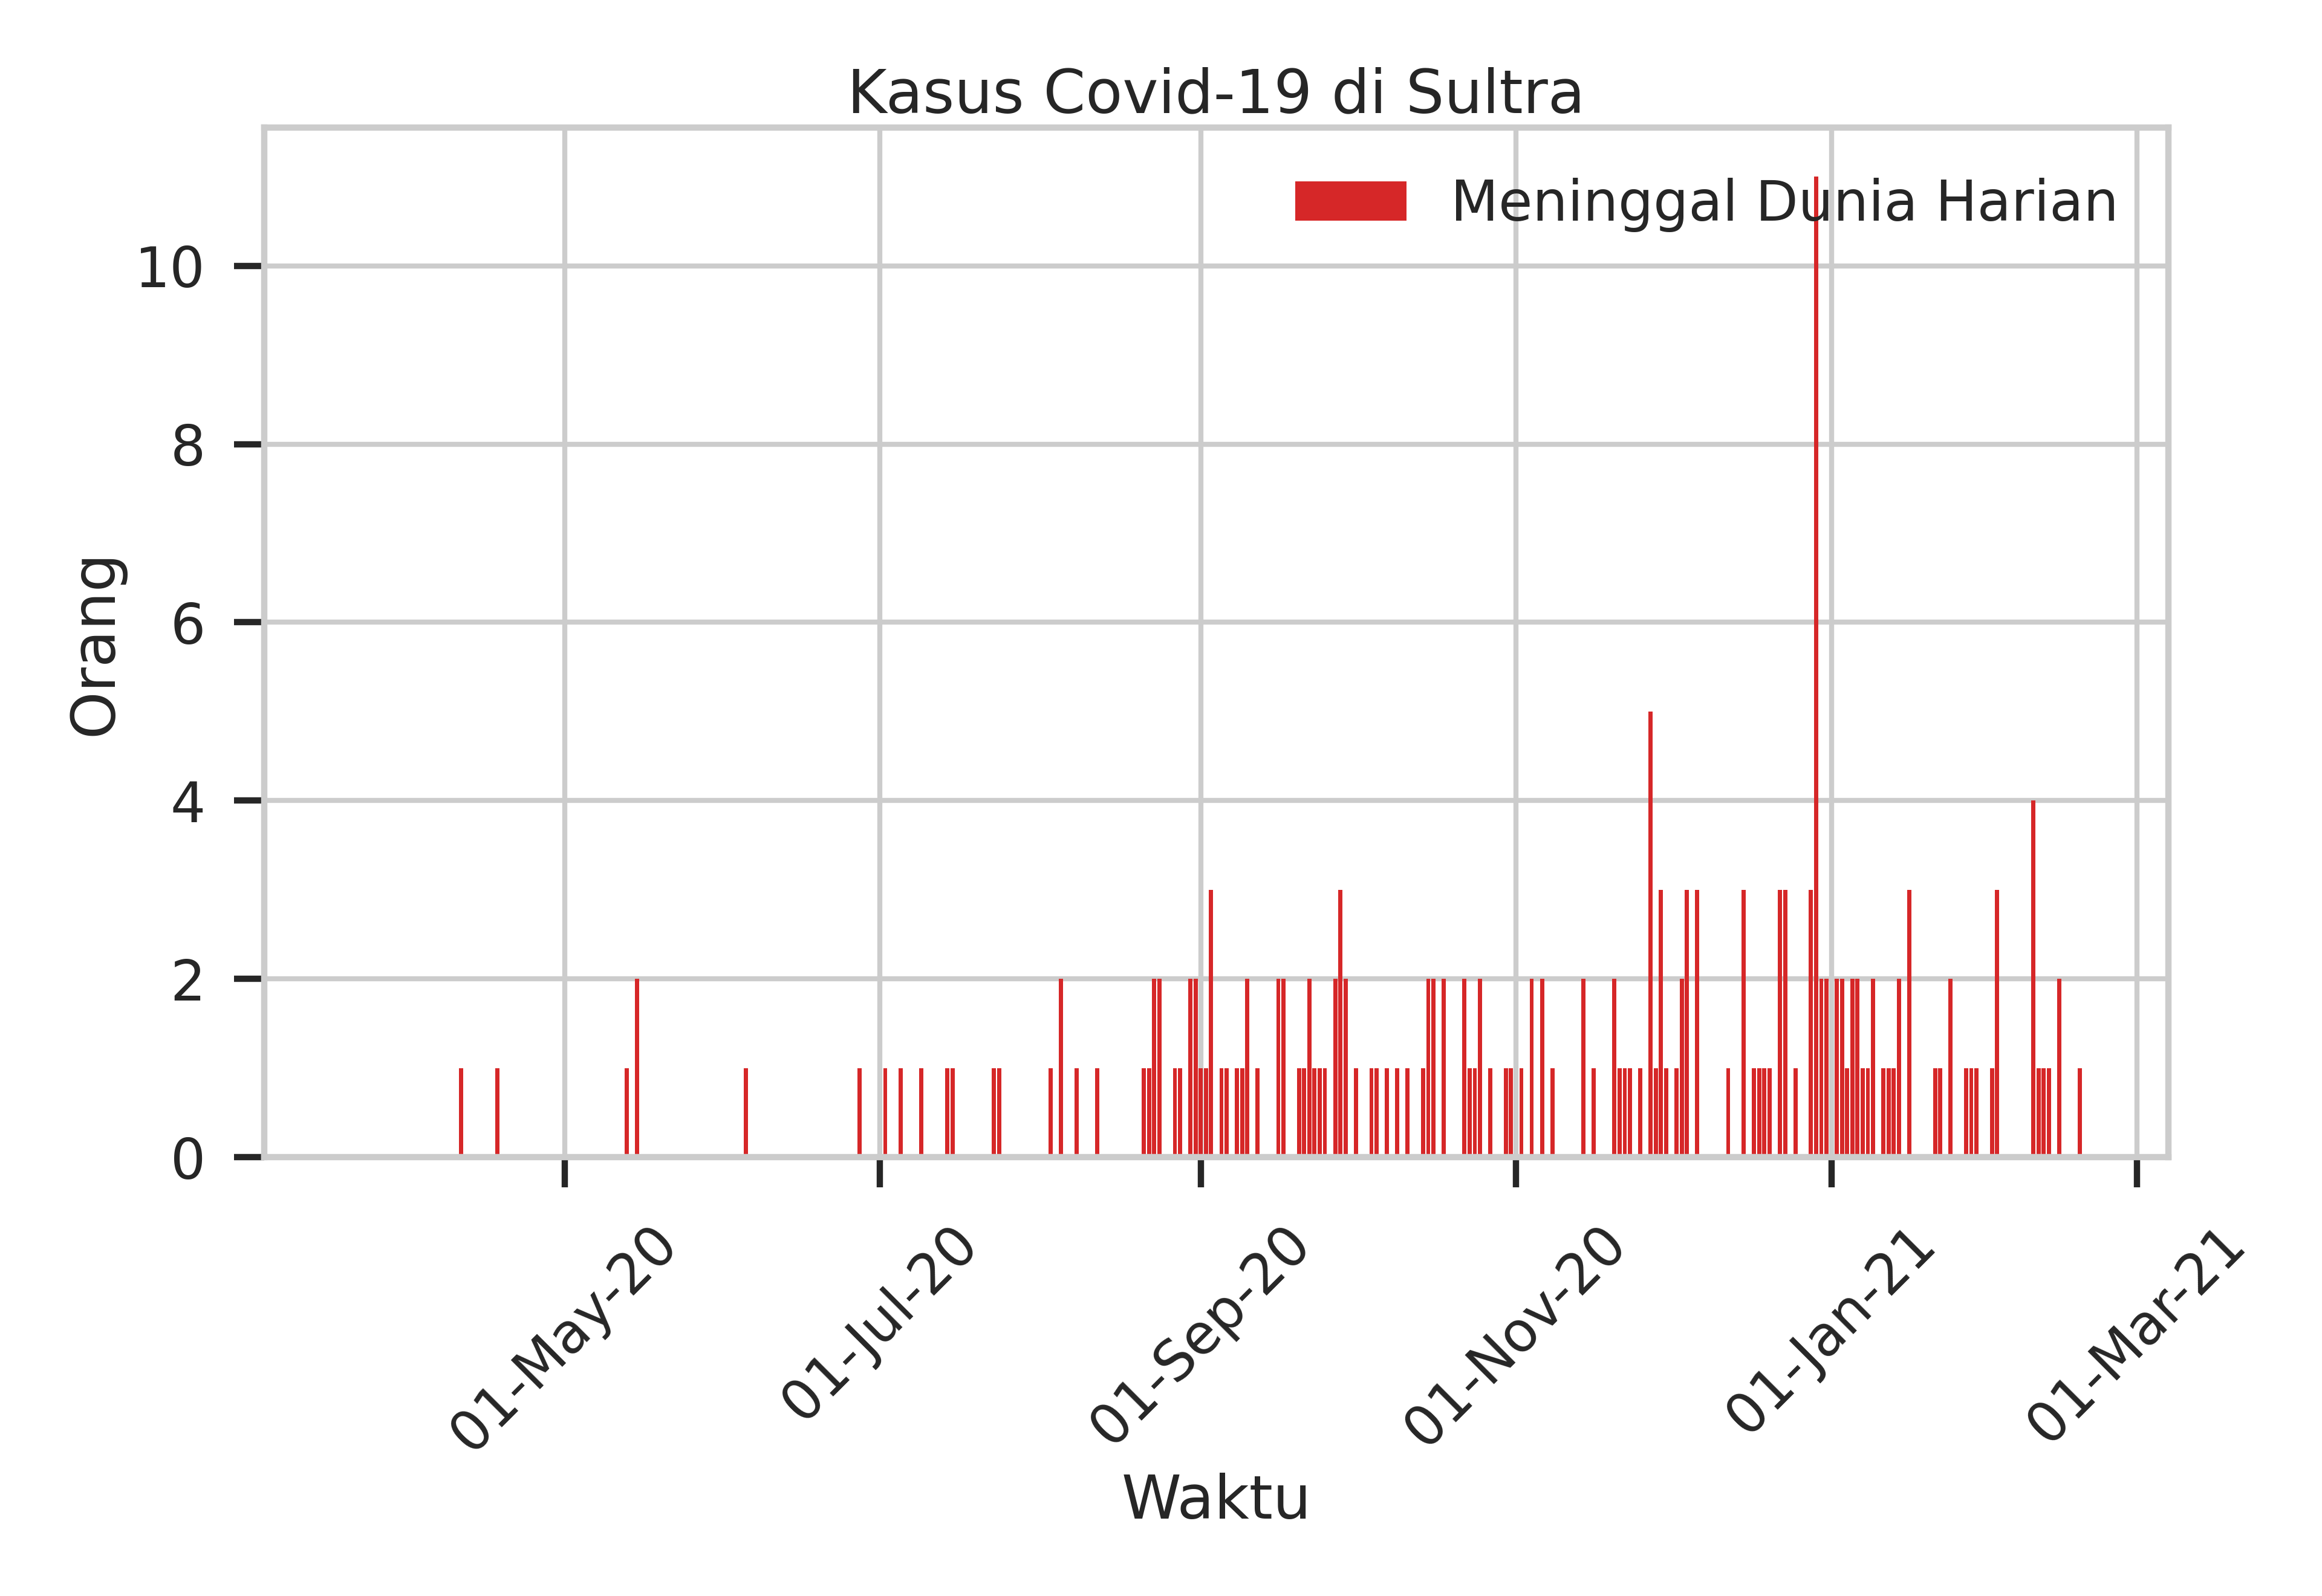 Kasus Covid-19 di Sultra
Meninggal Dunia Harian
10
8
6
4
2
0
Orang
01-May-20
01-Jul-20
01-Sep-20
01-Nov-20
01-Jan-21
01-Mar-21
Waktu